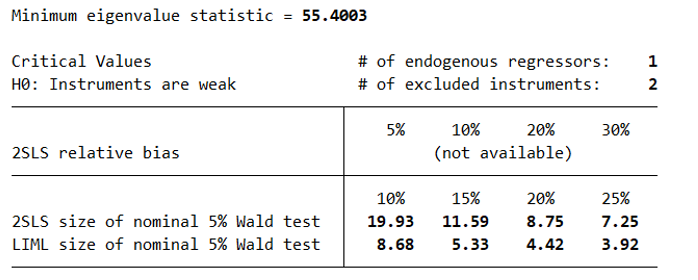 Minimum eigenvalue statistic = 55.4003
Critical Values # of endogenous regressors: 1
H0: Instruments are weak # of excluded instruments: 2
5% 10% 20% 30%
2SLS relative bias (not available)
10% 15% 20% 25%
2SLS size of nominal 5% Wald test 19.93 11.59 8.75 7.25
LIML size of nominal 5% Wald test 8.68 5.33 4.42 3.92